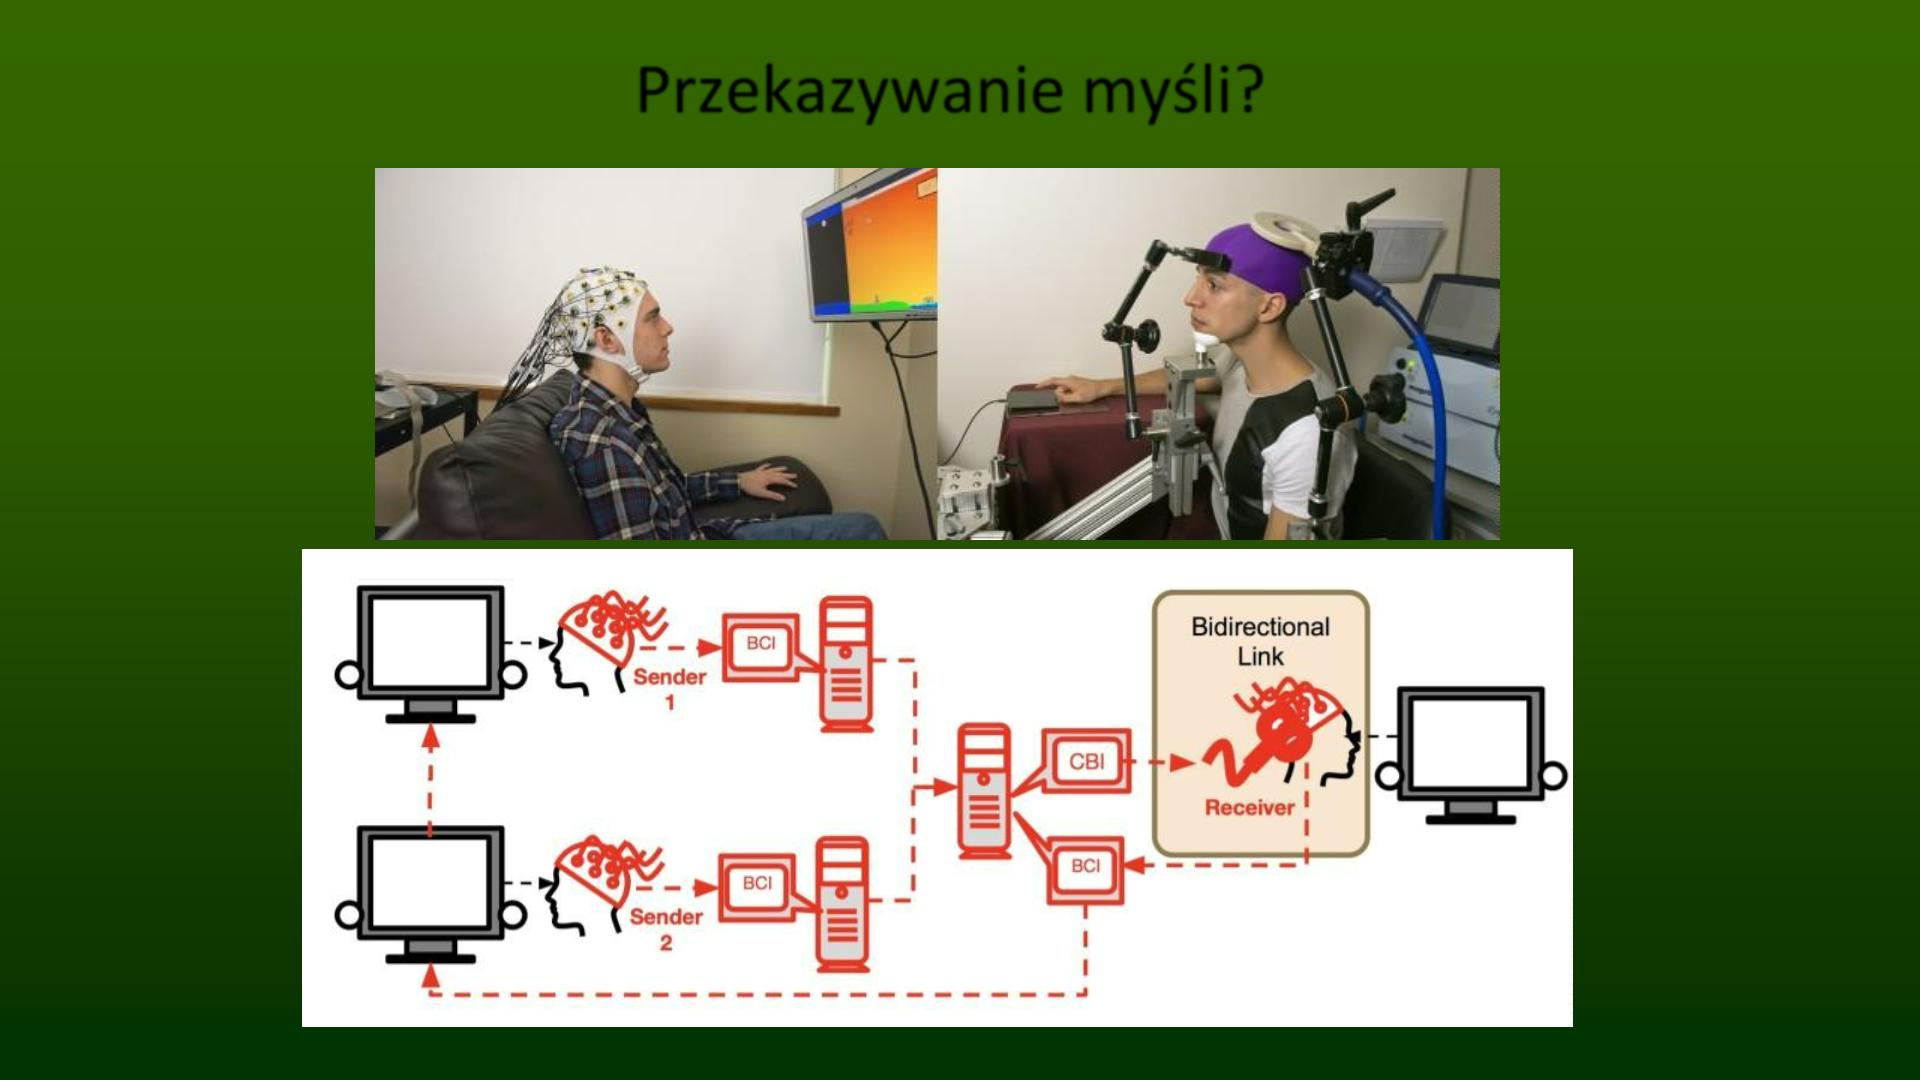 Przekazywanie myśli?
BCI
Sender
1
BCI
Sender
2
CBI
BCI
Bidirectional
Link
Receiver